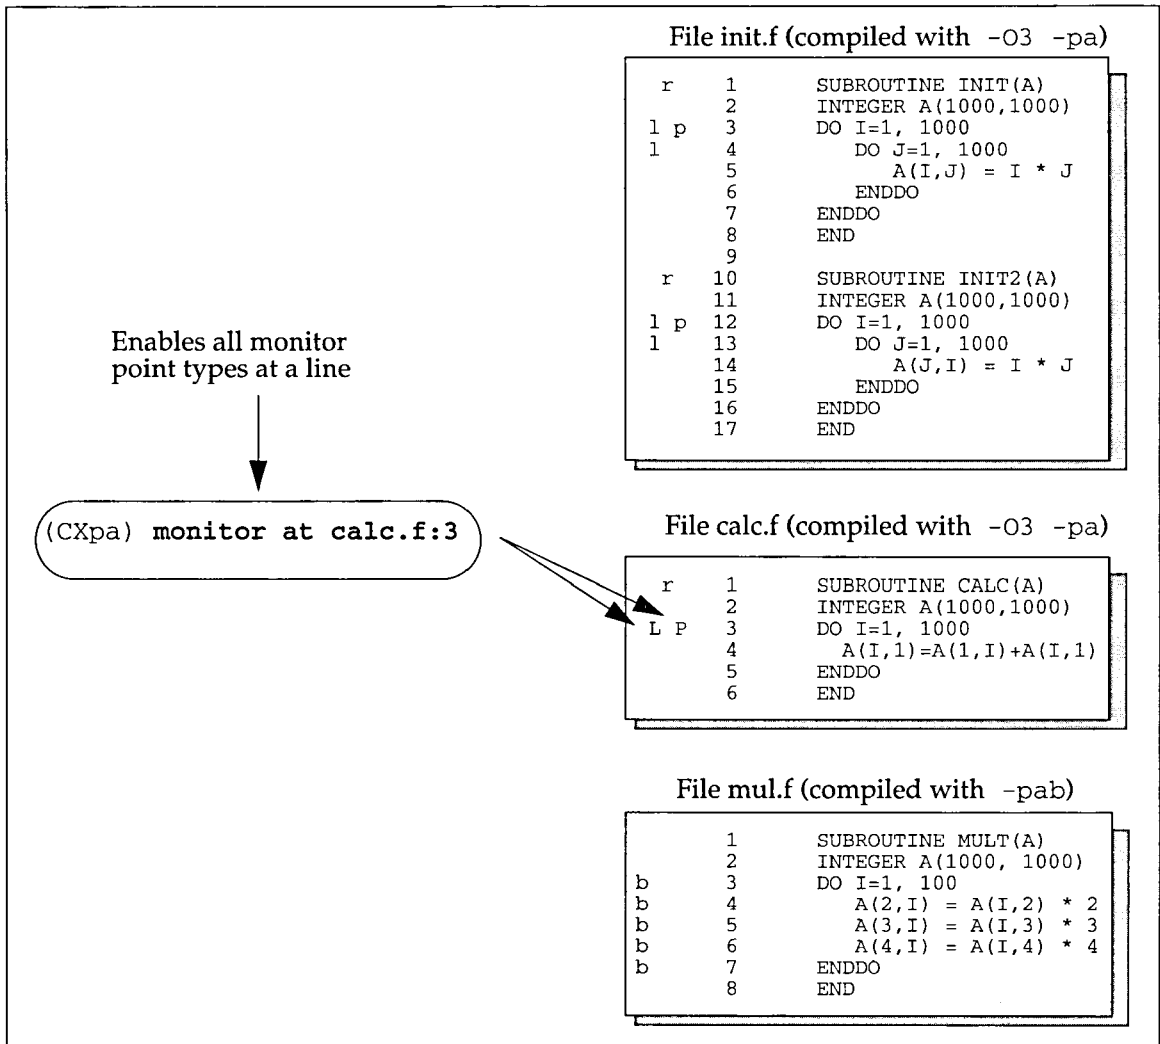 File init.f (compiled with -O3 -pa)
r 1 SUBROUTINE INIT(A)
2 INTEGER A(1000,1000)
l p 3 DO I=1, 1000
l 4 DO J=1, 1000
5 A(I,J) = I * J
6 ENDDO
7 ENDDO
8 END
9
r 10 SUBROUTINE INIT2(A)
11 INTEGER A(1000,1000)
l p 12 DO I=1, 1000
l 13 DO J=1, 1000
14 A(J,I) = I * J
15 ENDDO
16 ENDDO
17 END
Enables all monitor
point types at a line
(CXpa) monitor at calc.f:3
File calc.f (compiled with -O3 -pa)
r 1 SUBROUTINE CALC(A)
2 INTEGER A(1000,1000)
L P 3 DO I=1, 1000
4 A(I,1)=A(1,I)+A(I,1)
5 ENDDO
6 END
File mul.f (compiled with -pab)
1 SUBROUTINE MULT(A)
2 INTEGER A(1000, 1000)
b 3 DO I=1, 100
b 4 A(2,I) = A(I,2) * 2
b 5 A(3,I) = A(I,3) * 3
b 6 A(4,I) = A(I,4) * 4
b 7 ENDDO
8 END